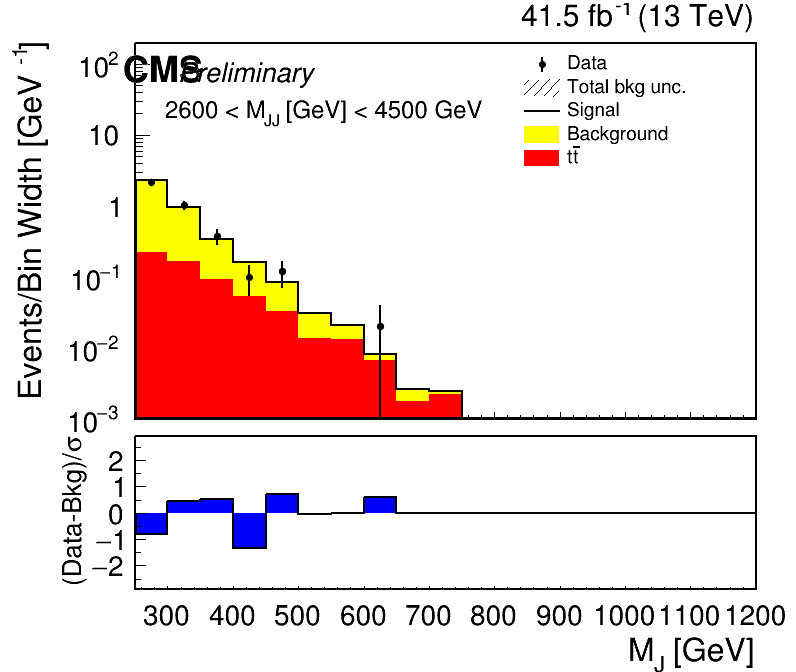 41.5 fb⁻¹ (13 TeV)
CMS Preliminary
2600 < M_JJ [GeV] < 4500 GeV
Data
Total bkg unc.
Signal
Background
tt̄
Events/Bin Width [GeV⁻¹]
10²
10
1
10⁻¹
10⁻²
10⁻³
(Data-Bkg)/σ
2
1
0
−1
−2
300 400 500 600 700 800 900 1000 1100 1200
M_J [GeV]